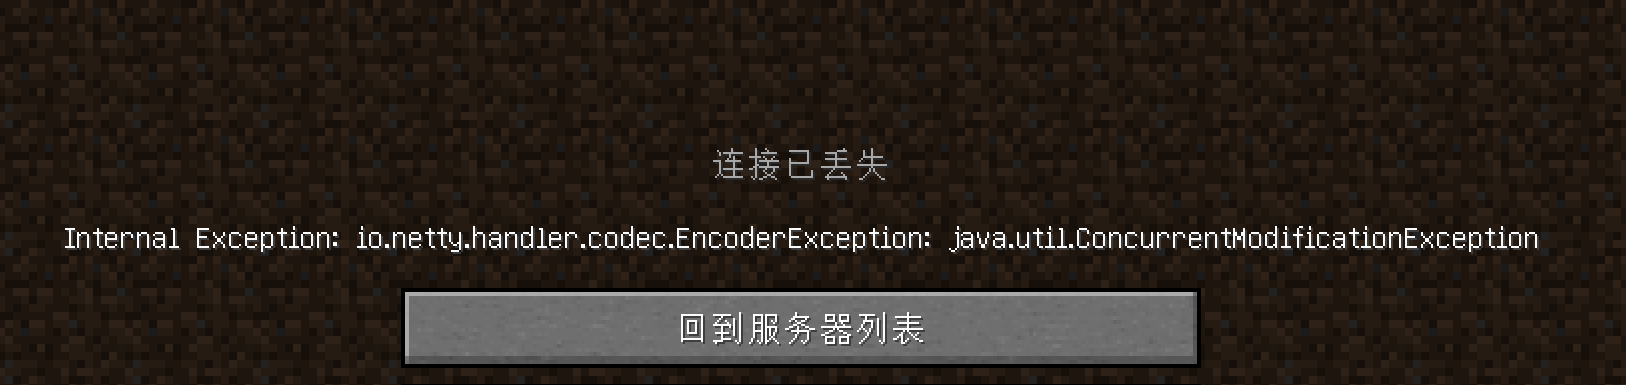 连接已丢失
Internal Exception: io.netty.handler.codec.EncoderException: java.util.ConcurrentModificationException
回到服务器列表